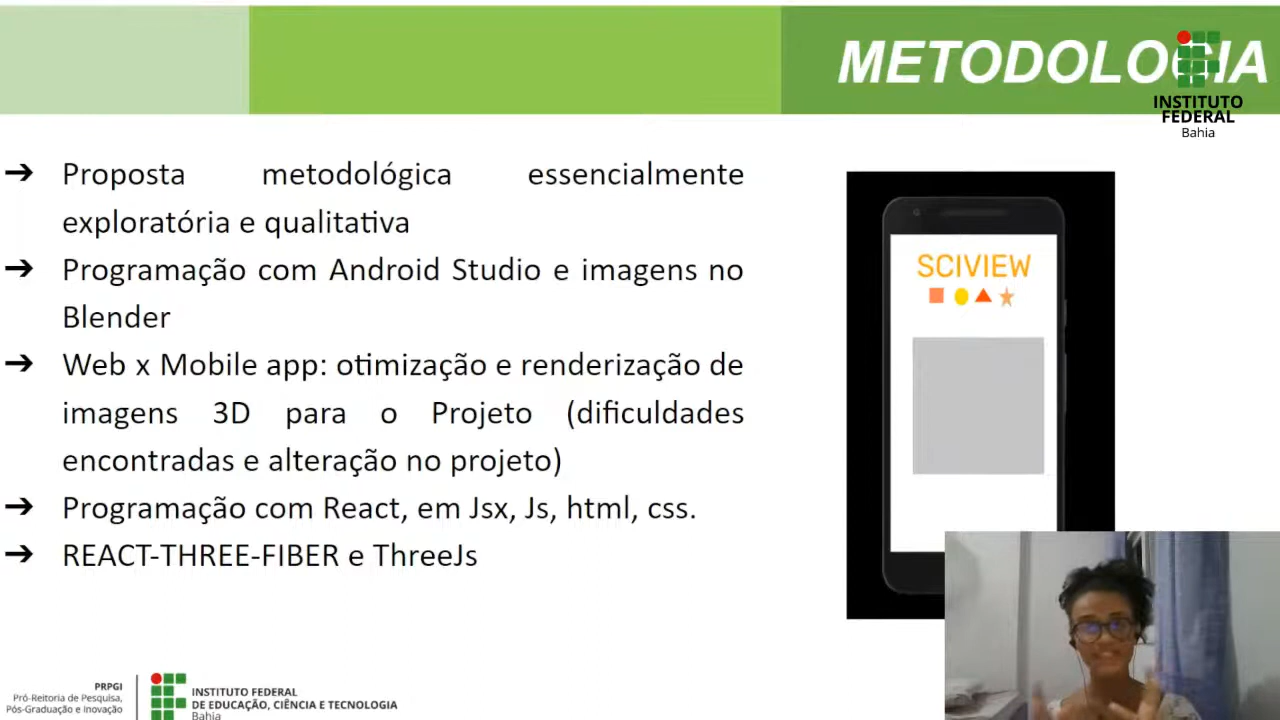 METODOLOGIA
INSTITUTO
FEDERAL
Bahia
➔ Proposta metodológica essencialmente
exploratória e qualitativa
➔ Programação com Android Studio e imagens no
Blender
➔ Web x Mobile app: otimização e renderização de
imagens 3D para o Projeto (dificuldades
encontradas e alteração no projeto)
➔ Programação com React, em Jsx, Js, html, css.
➔ REACT-THREE-FIBER e ThreeJs
SCIVIEW
PRPGI
Pró-Reitoria de Pesquisa,
Pós-Graduação e Inovação
INSTITUTO FEDERAL
DE EDUCAÇÃO, CIÊNCIA E TECNOLOGIA
Bahia